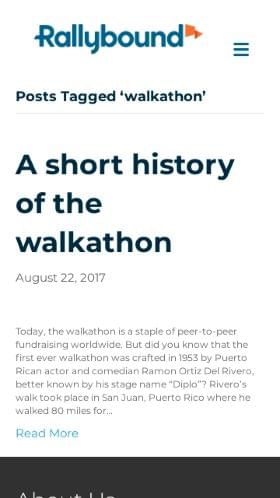 Rallybound
Posts Tagged ‘walkathon’
A short history
of the
walkathon
August 22, 2017
Today, the walkathon is a staple of peer-to-peer
fundraising worldwide. But did you know that the
first ever walkathon was crafted in 1953 by Puerto
Rican actor and comedian Ramon Ortiz Del Rivero,
better known by his stage name “Diplo”? Rivero’s
walk took place in San Juan, Puerto Rico where he
walked 80 miles for...
Read More
About Us